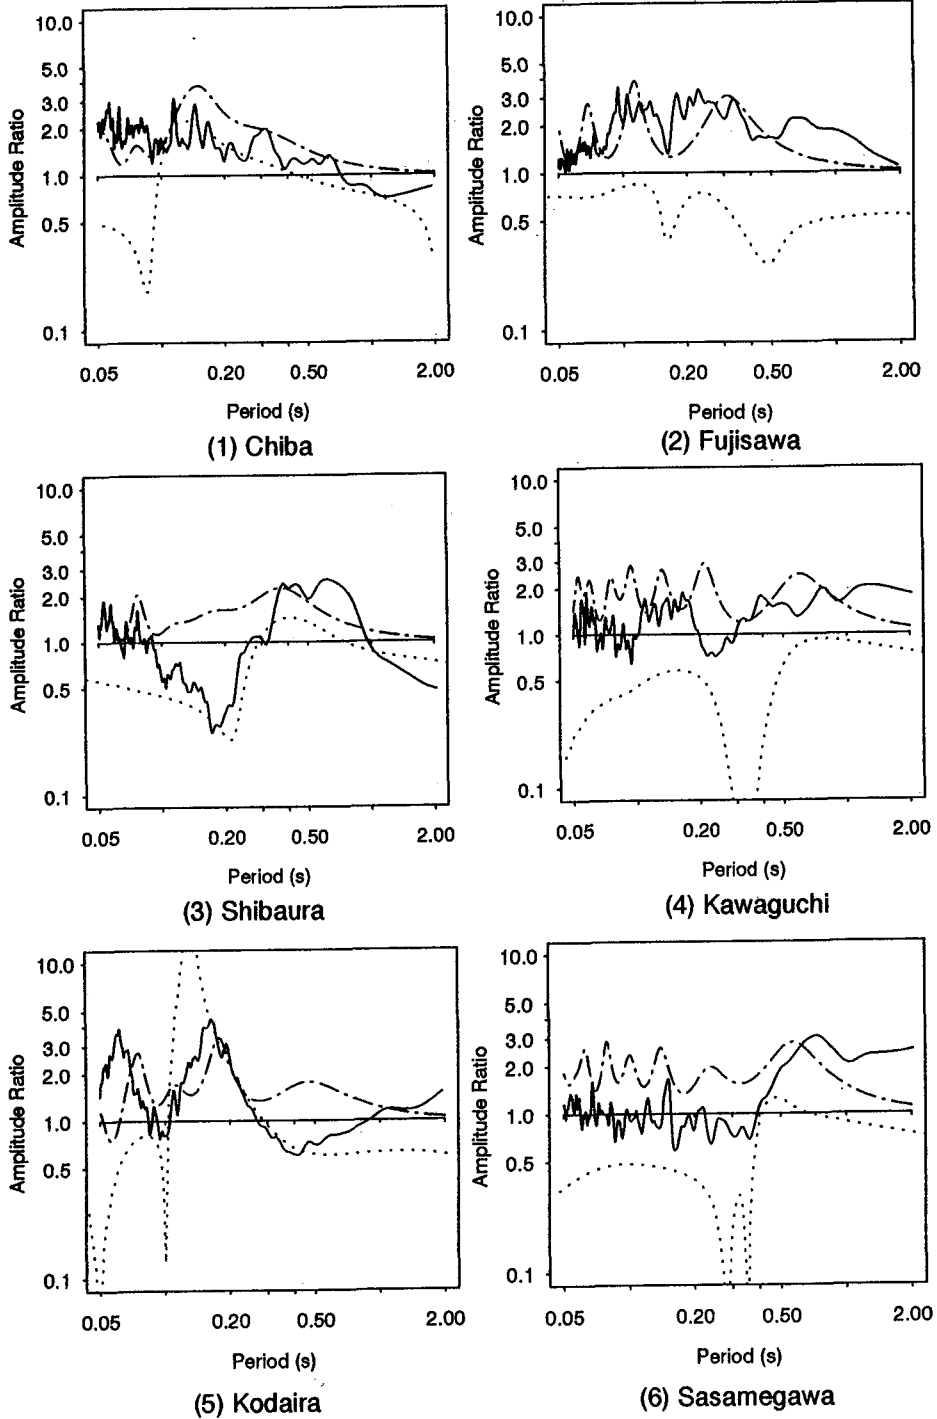 10.0
5.0
3.0
2.0
1.0
0.5
0.1
Amplitude Ratio
0.05 0.20 0.50 2.00
Period (s)
(1) Chiba
10.0
5.0
3.0
2.0
1.0
0.5
0.1
Amplitude Ratio
0.05 0.20 0.50 2.00
Period (s)
(2) Fujisawa
10.0
5.0
3.0
2.0
1.0
0.5
0.1
Amplitude Ratio
0.05 0.20 0.50 2.00
Period (s)
(3) Shibaura
10.0
5.0
3.0
2.0
1.0
0.5
0.1
Amplitude Ratio
0.05 0.20 0.50 2.00
Period (s)
(4) Kawaguchi
10.0
5.0
3.0
2.0
1.0
0.5
0.1
Amplitude Ratio
0.05 0.20 0.50 2.00
Period (s)
(5) Kodaira
10.0
5.0
3.0
2.0
1.0
0.5
0.1
Amplitude Ratio
0.05 0.20 0.50 2.00
Period (s)
(6) Sasamegawa